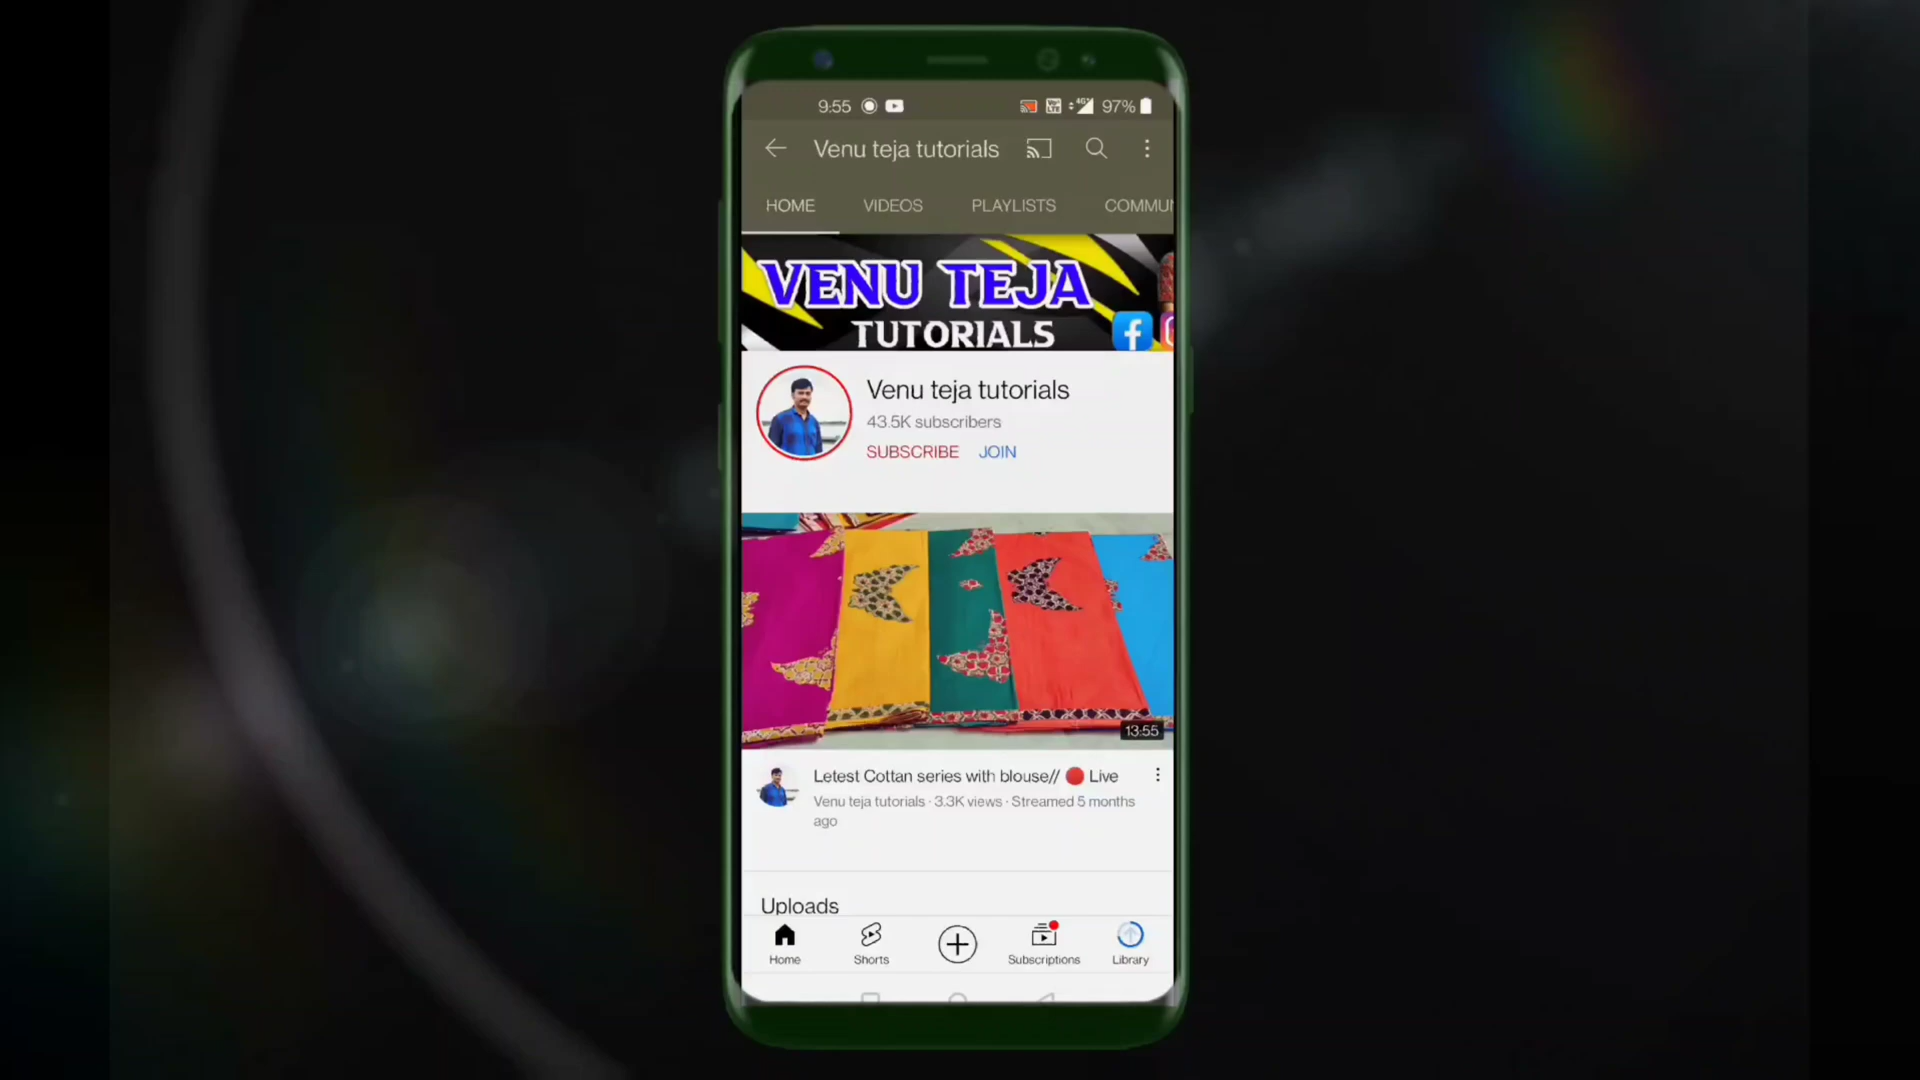 9:55 97%
Venu teja tutorials
HOME VIDEOS PLAYLISTS COMMUN
VENU TEJA
TUTORIALS
Venu teja tutorials
43.5K subscribers
SUBSCRIBE JOIN
13:55
Letest Cottan series with blouse// 🔴 Live
Venu teja tutorials · 3.3K views · Streamed 5 months
ago
Uploads
Home Shorts Subscriptions Library